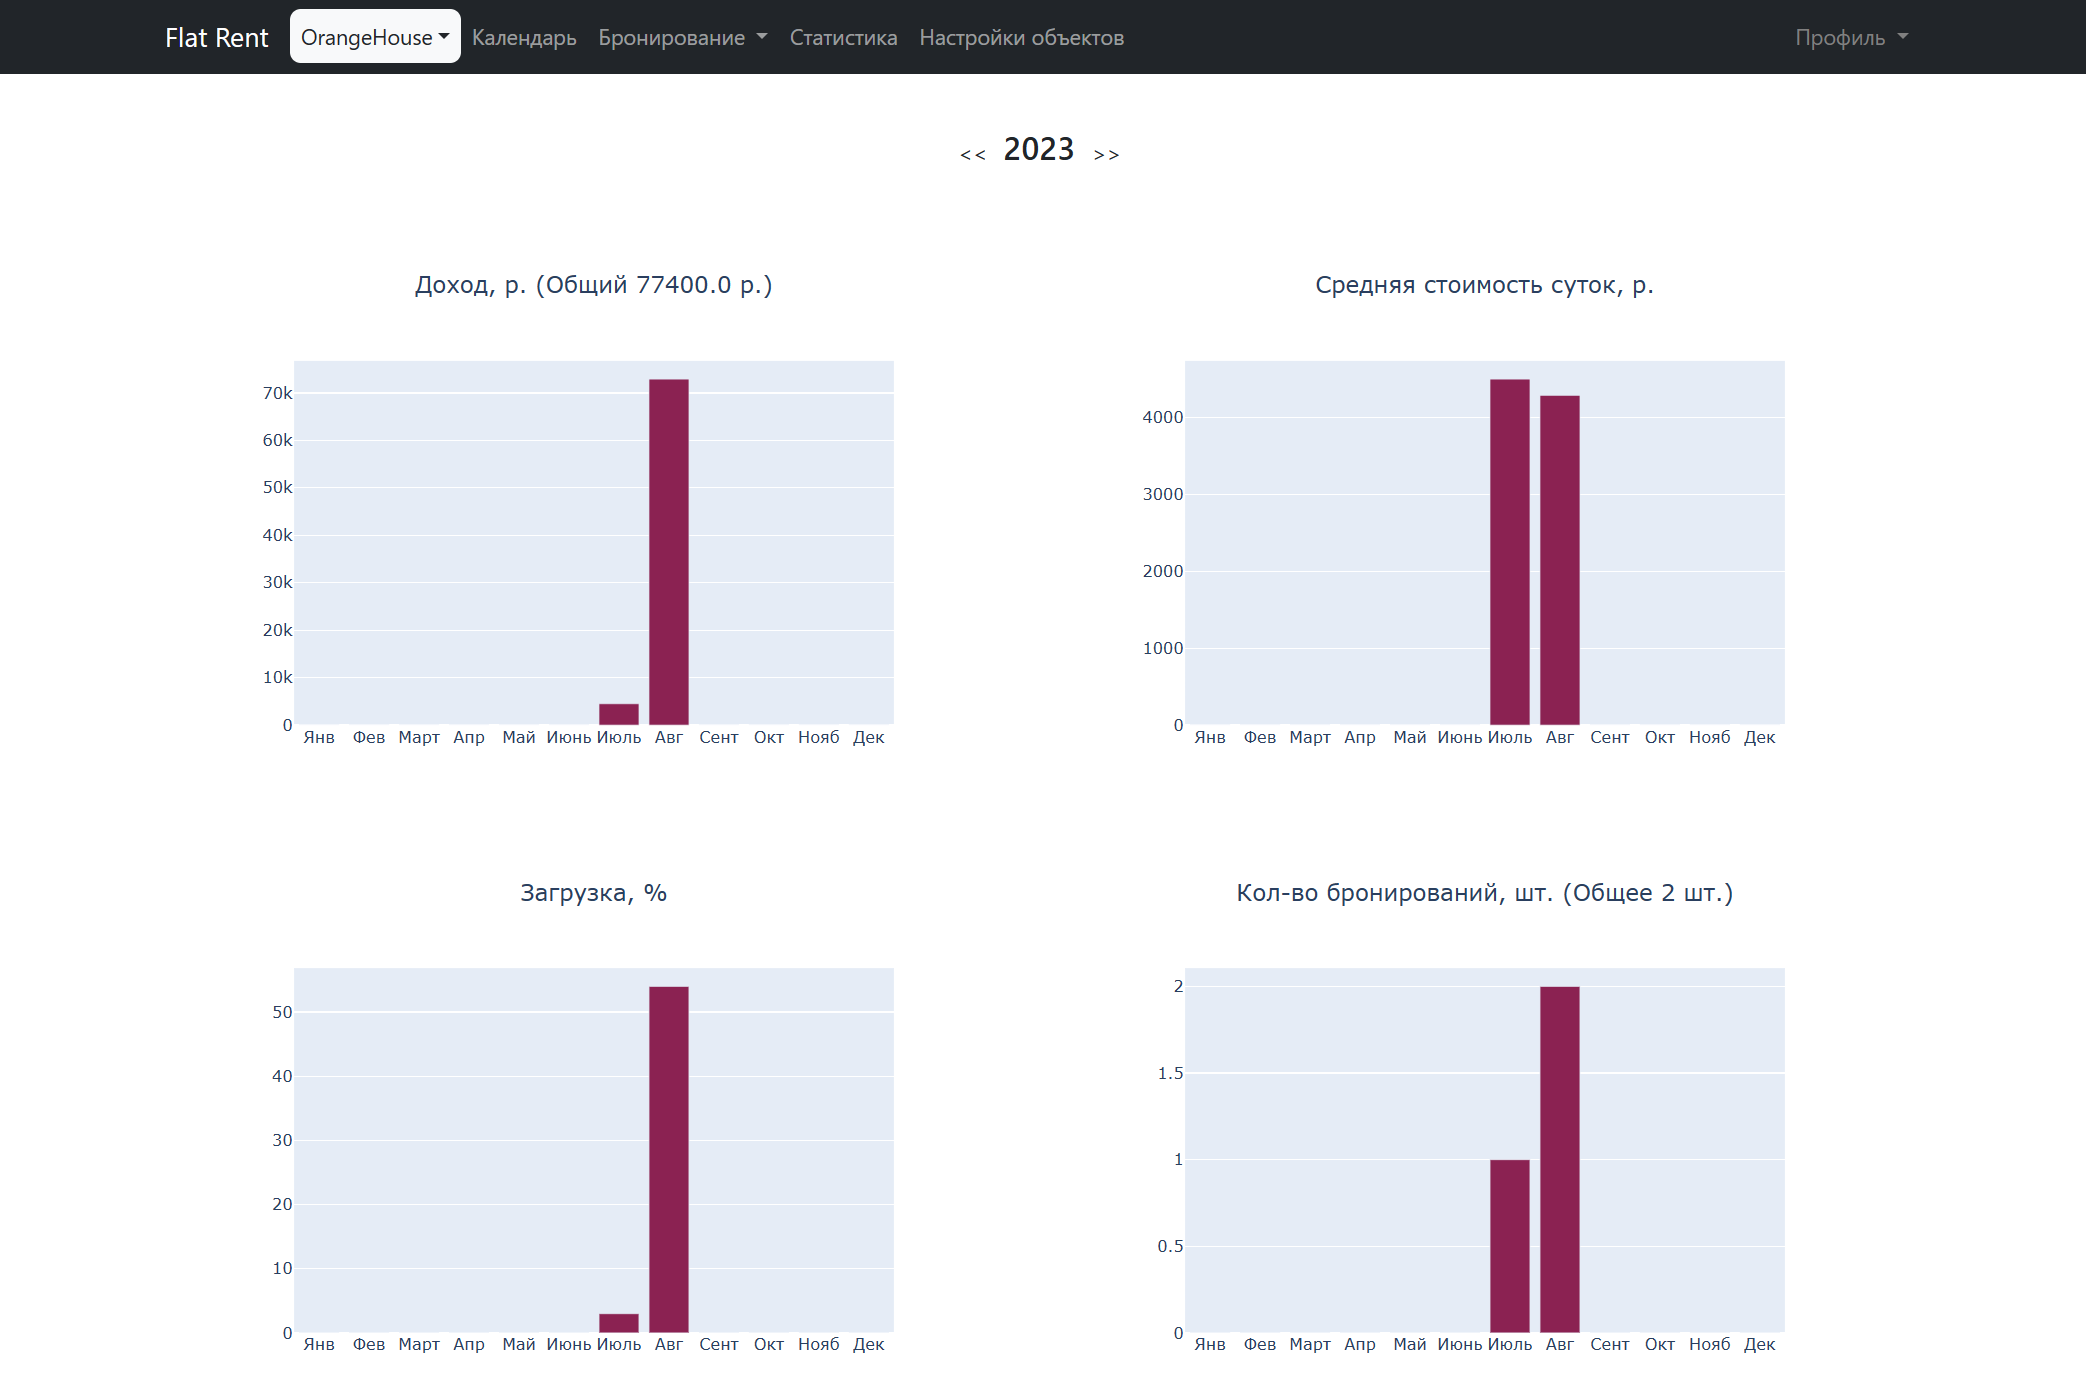 Flat Rent OrangeHouse Календарь Бронирование Статистика Настройки объектов Профиль
<< 2023 >>
Доход, р. (Общий 77400.0 р.)
70k
60k
50k
40k
30k
20k
10k
0
Янв Фев Март Апр Май Июнь Июль Авг Сент Окт Нояб Дек
Средняя стоимость суток, р.
4000
3000
2000
1000
0
Янв Фев Март Апр Май Июнь Июль Авг Сент Окт Нояб Дек
Загрузка, %
50
40
30
20
10
0
Янв Фев Март Апр Май Июнь Июль Авг Сент Окт Нояб Дек
Кол-во бронирований, шт. (Общее 2 шт.)
2
1.5
1
0.5
0
Янв Фев Март Апр Май Июнь Июль Авг Сент Окт Нояб Дек